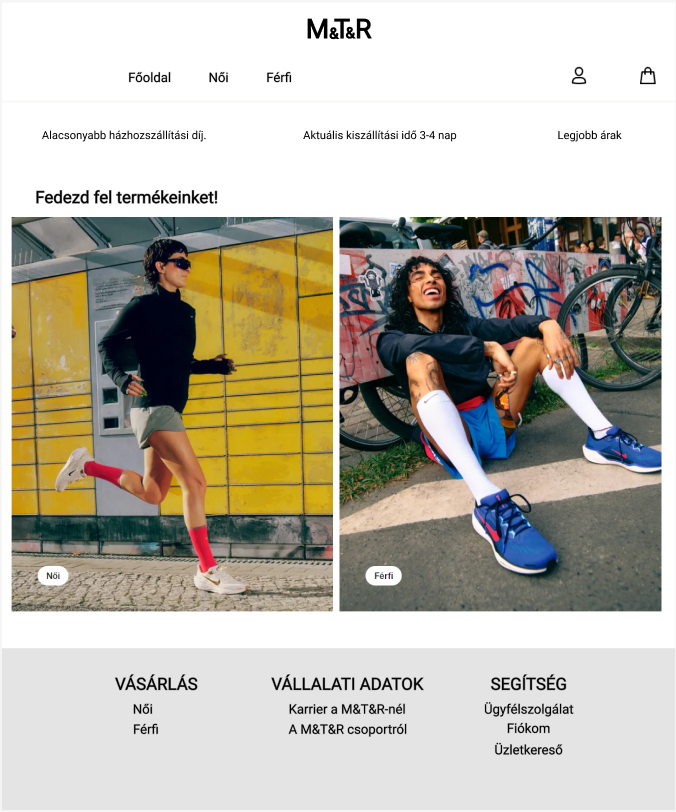 M&T&R
Főoldal Női Férfi
Alacsonyabb házhozszállítási díj. Aktuális kiszállítási idő 3-4 nap Legjobb árak
Fedezd fel termékeinket!
Női Férfi
VÁSÁRLÁS VÁLLALATI ADATOK SEGÍTSÉG
Női Karrier a M&T&R-nél Ügyfélszolgálat
Férfi A M&T&R csoportról Fiókom
Üzletkereső